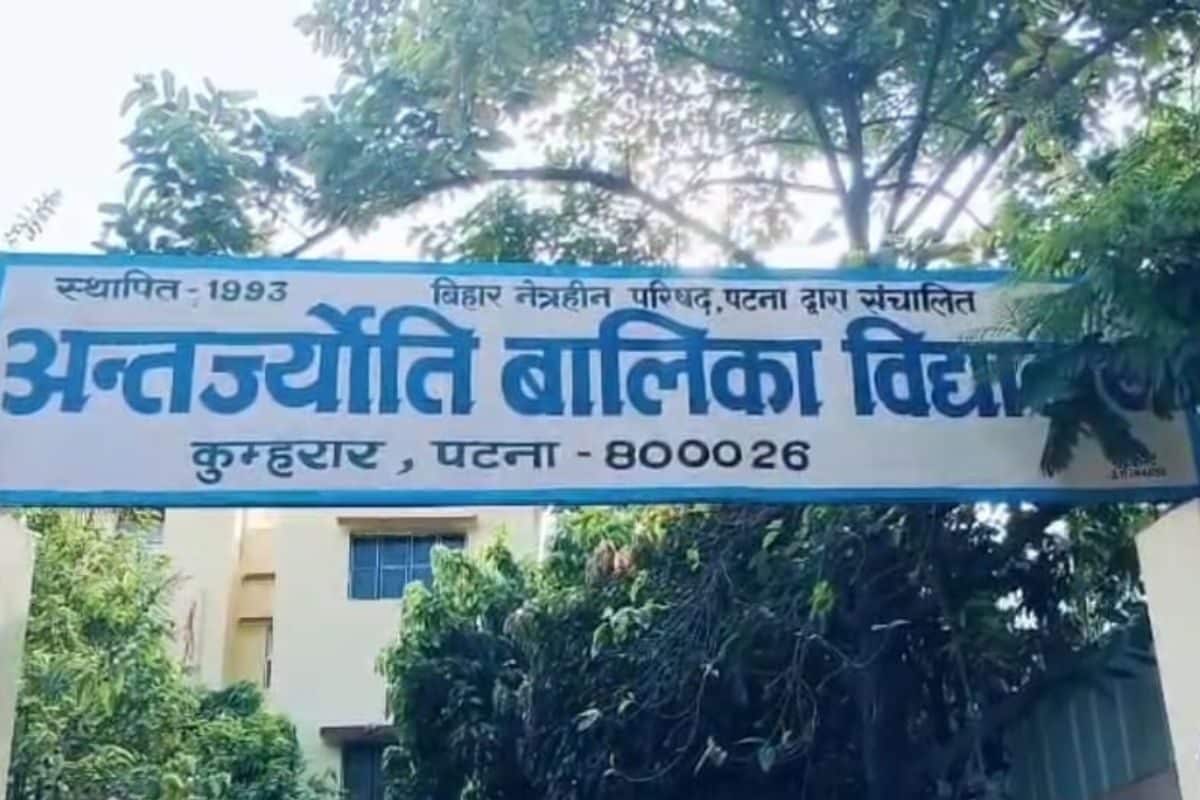 स्थापित - 1993 बिहार नेत्रहीन परिषद, पटना द्वारा संचालित
अन्तर्ज्योति बालिका
कुम्हरार, पटना - 800026